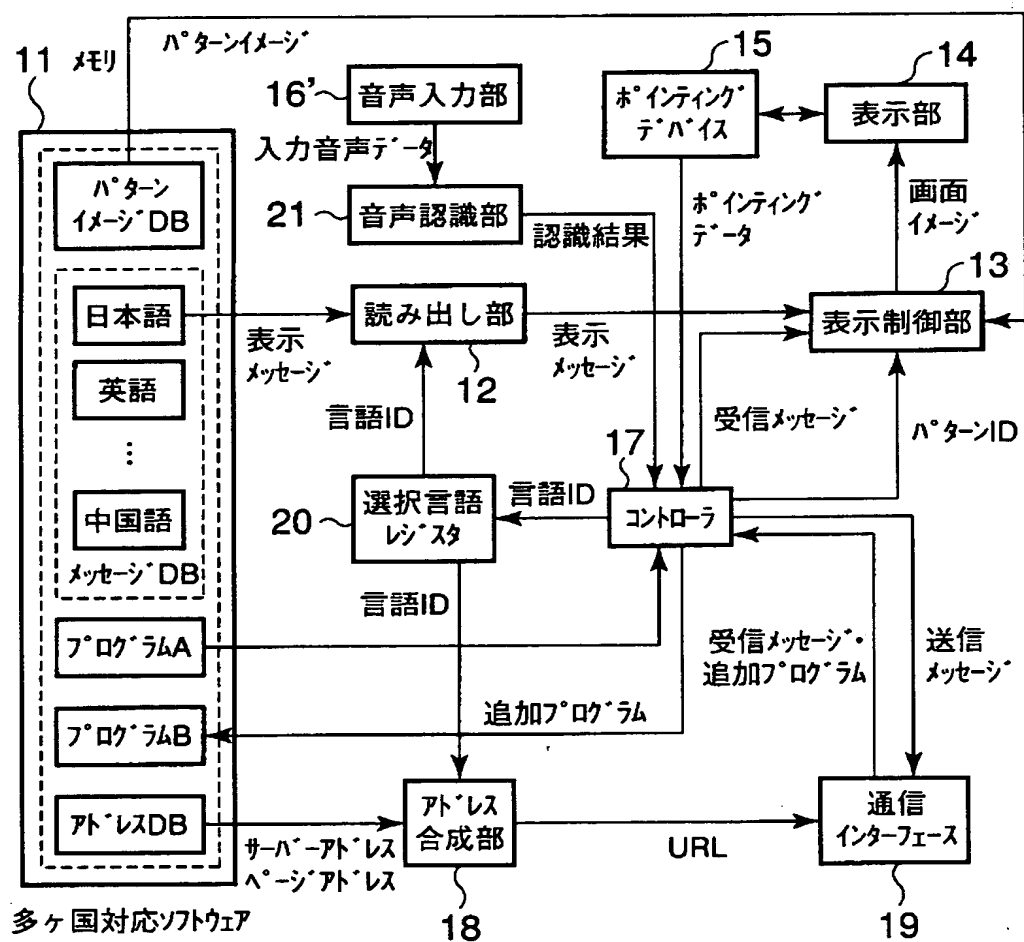 11 メモリ
パターンイメージ
16' 音声入力部
入力音声データ
21 音声認識部
認識結果
15
ポインティング
デバイス
14
表示部
ポインティング
データ
画面
イメージ
13
表示制御部
パターン
イメージDB
日本語
英語
⋮
中国語
メッセージDB
表示
メッセージ
読み出し部
12
表示
メッセージ
言語ID
受信メッセージ
パターンID
17
コントローラ
言語ID
20 選択言語
レジスタ
言語ID
プログラムA
プログラムB
追加プログラム
受信メッセージ・
追加プログラム
送信
メッセージ
アドレスDB
サーバーアドレス
ページアドレス
アドレス
合成部
18
URL
通信
インターフェース
19
多ヶ国対応ソフトウェア